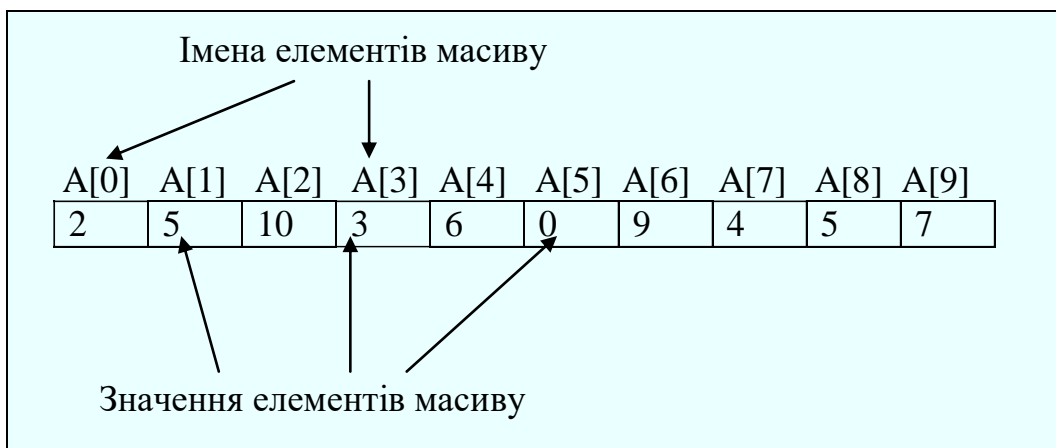 Імена елементів масиву
A[0] A[1] A[2] A[3] A[4] A[5] A[6] A[7] A[8] A[9]
2 5 10 3 6 0 9 4 5 7
Значення елементів масиву